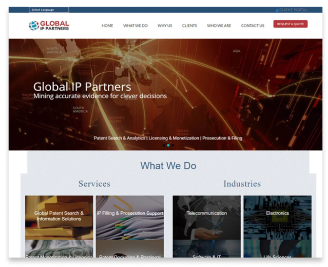 Select Language
CLIENT PORTAL
GLOBAL
IP PARTNERS
HOME
WHAT WE DO
WHY US
CLIENTS
WHO WE ARE
CONTACT US
REQUEST A QUOTE
SOUTH
AMERICA
Global IP Partners
Mining accurate evidence for clever decisions
Patent Search & Analytics | Licensing & Monetization | Prosecution & Filing
What We Do
Services
Industries
Global Patent Search &
Information Solutions
IP Filing & Prosecution Support
Telecommunication
Electronics
Software & IT
Life Sciences